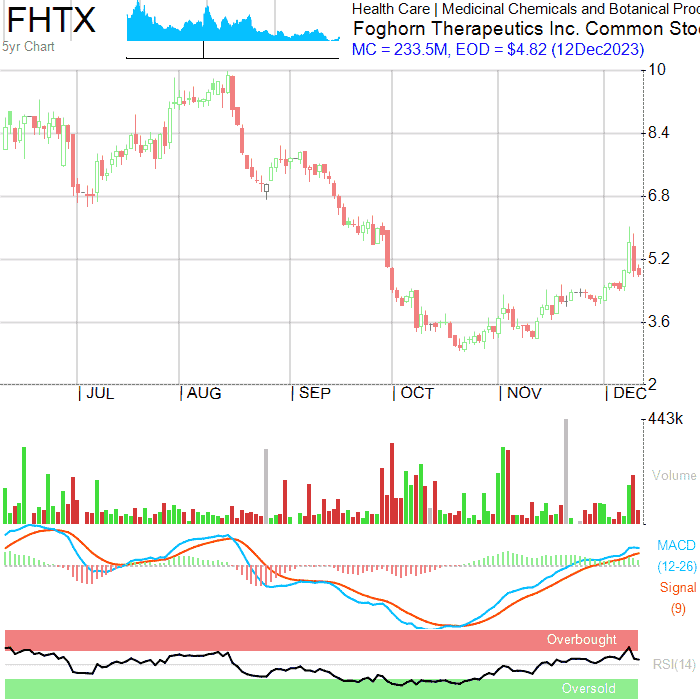 FHTX
5yr Chart
Health Care | Medicinal Chemicals and Botanical Pro
Foghorn Therapeutics Inc. Common Sto
MC = 233.5M, EOD = $4.82 (12Dec2023)
10
8.4
6.8
5.2
3.6
2
JUL AUG SEP OCT NOV DEC
443k
Volume
MACD
(12-26)
Signal
(9)
Overbought
RSI(14)
Oversold